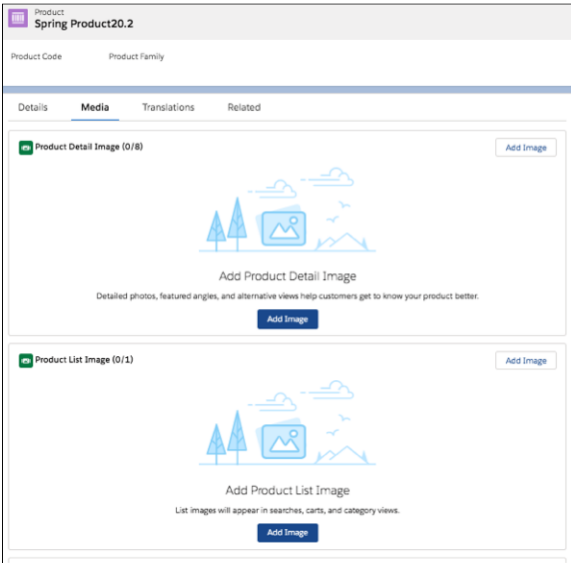 Product
Spring Product20.2
Product Code Product Family
Details Media Translations Related
Product Detail Image (0/8) Add Image
Add Product Detail Image
Detailed photos, featured angles, and alternative views help customers get to know your product better.
Add Image
Product List Image (0/1) Add Image
Add Product List Image
List images will appear in searches, carts, and category views.
Add Image